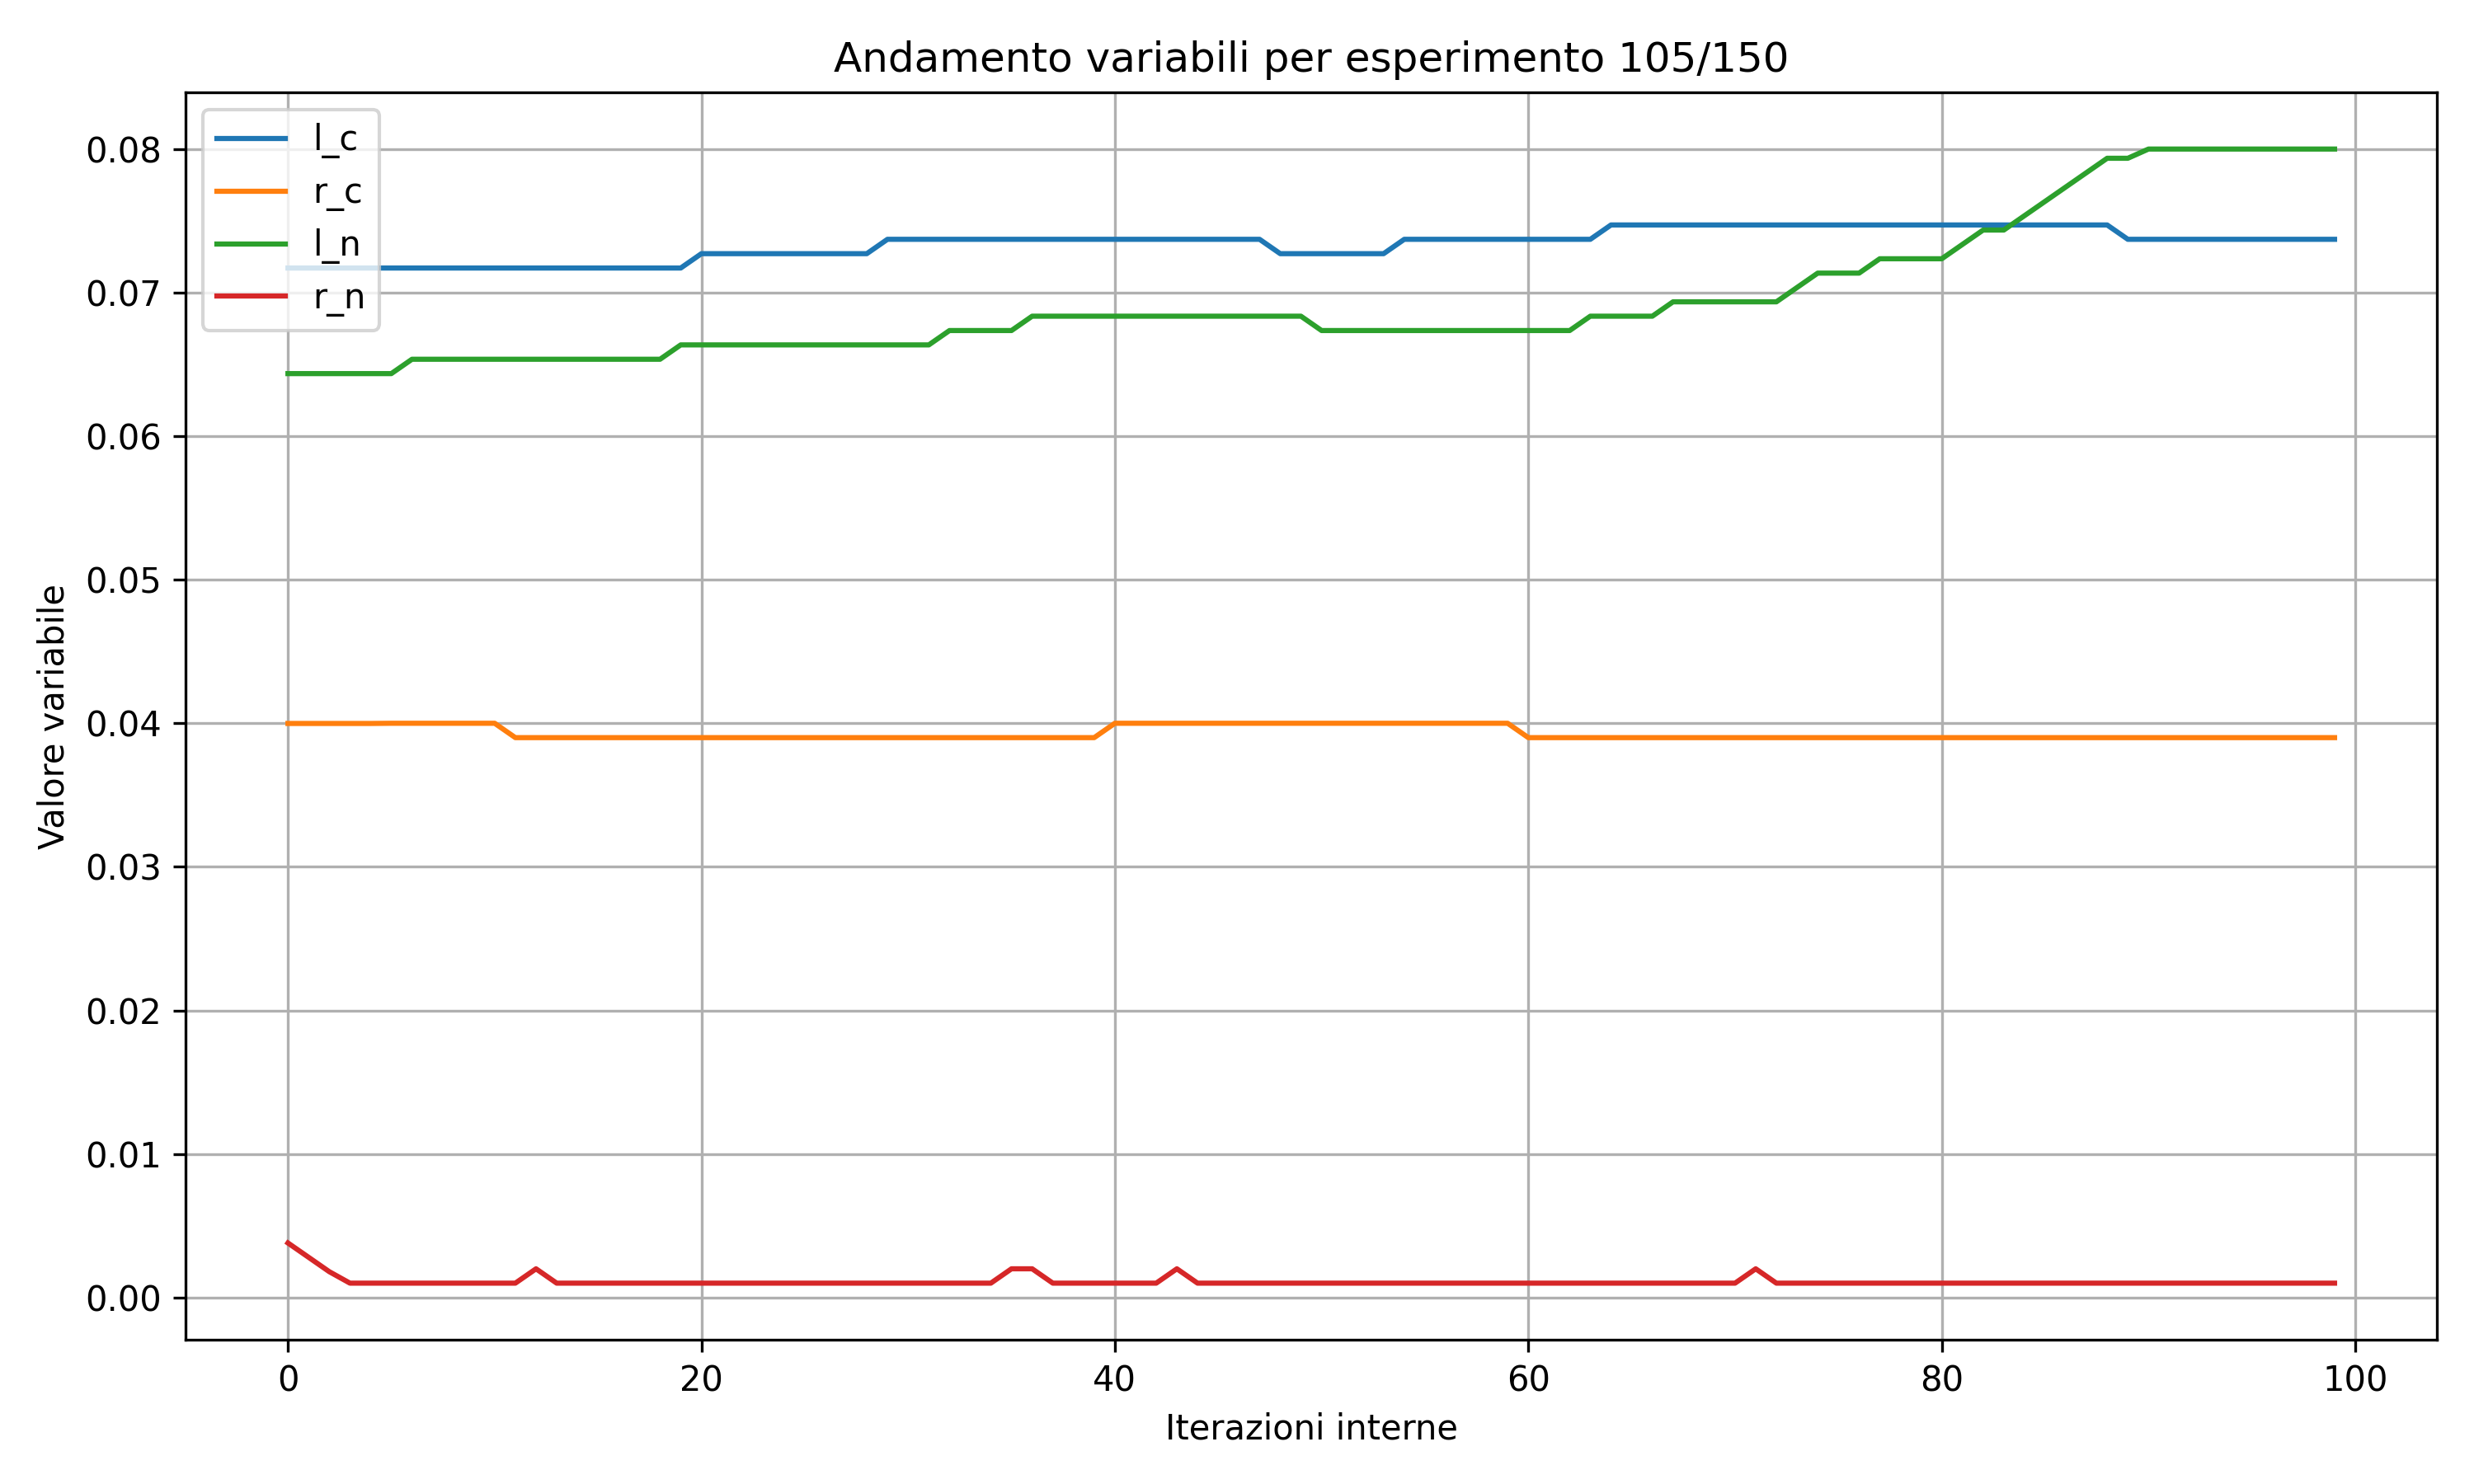 Andamento variabili per esperimento 105/150
l_c
r_c
l_n
r_n
0.08
0.07
0.06
0.05
0.04
0.03
0.02
0.01
0.00
Valore variabile
0 20 40 60 80 100
Iterazioni interne